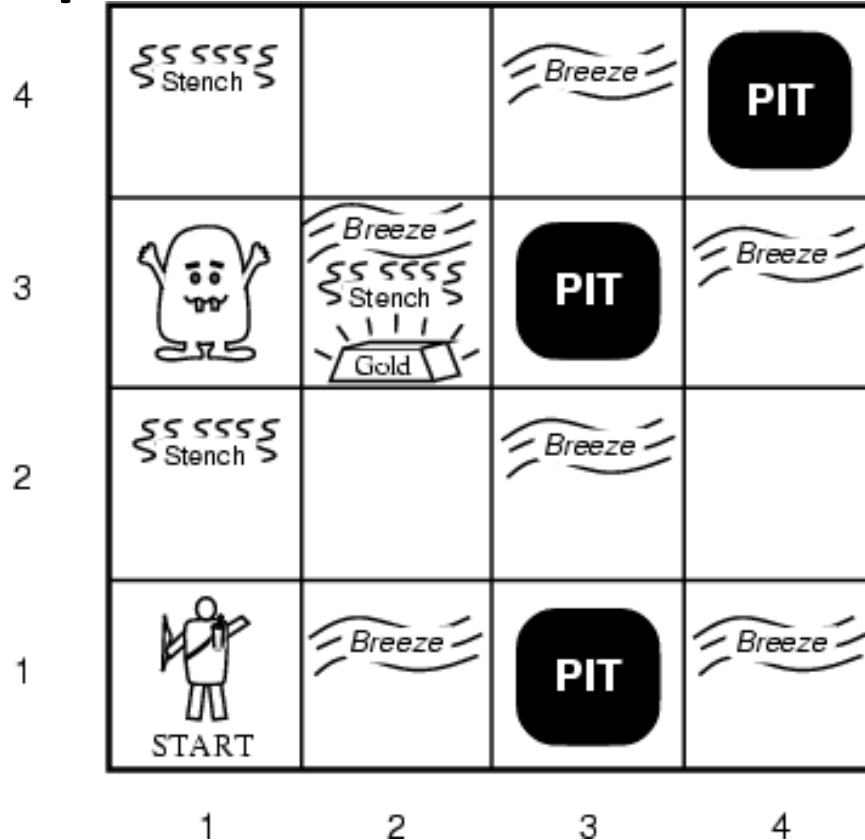 4
Stench
Breeze
PIT
3
Breeze
Stench
Gold
PIT
Breeze
2
Stench
Breeze
1
START
Breeze
PIT
Breeze
1 2 3 4